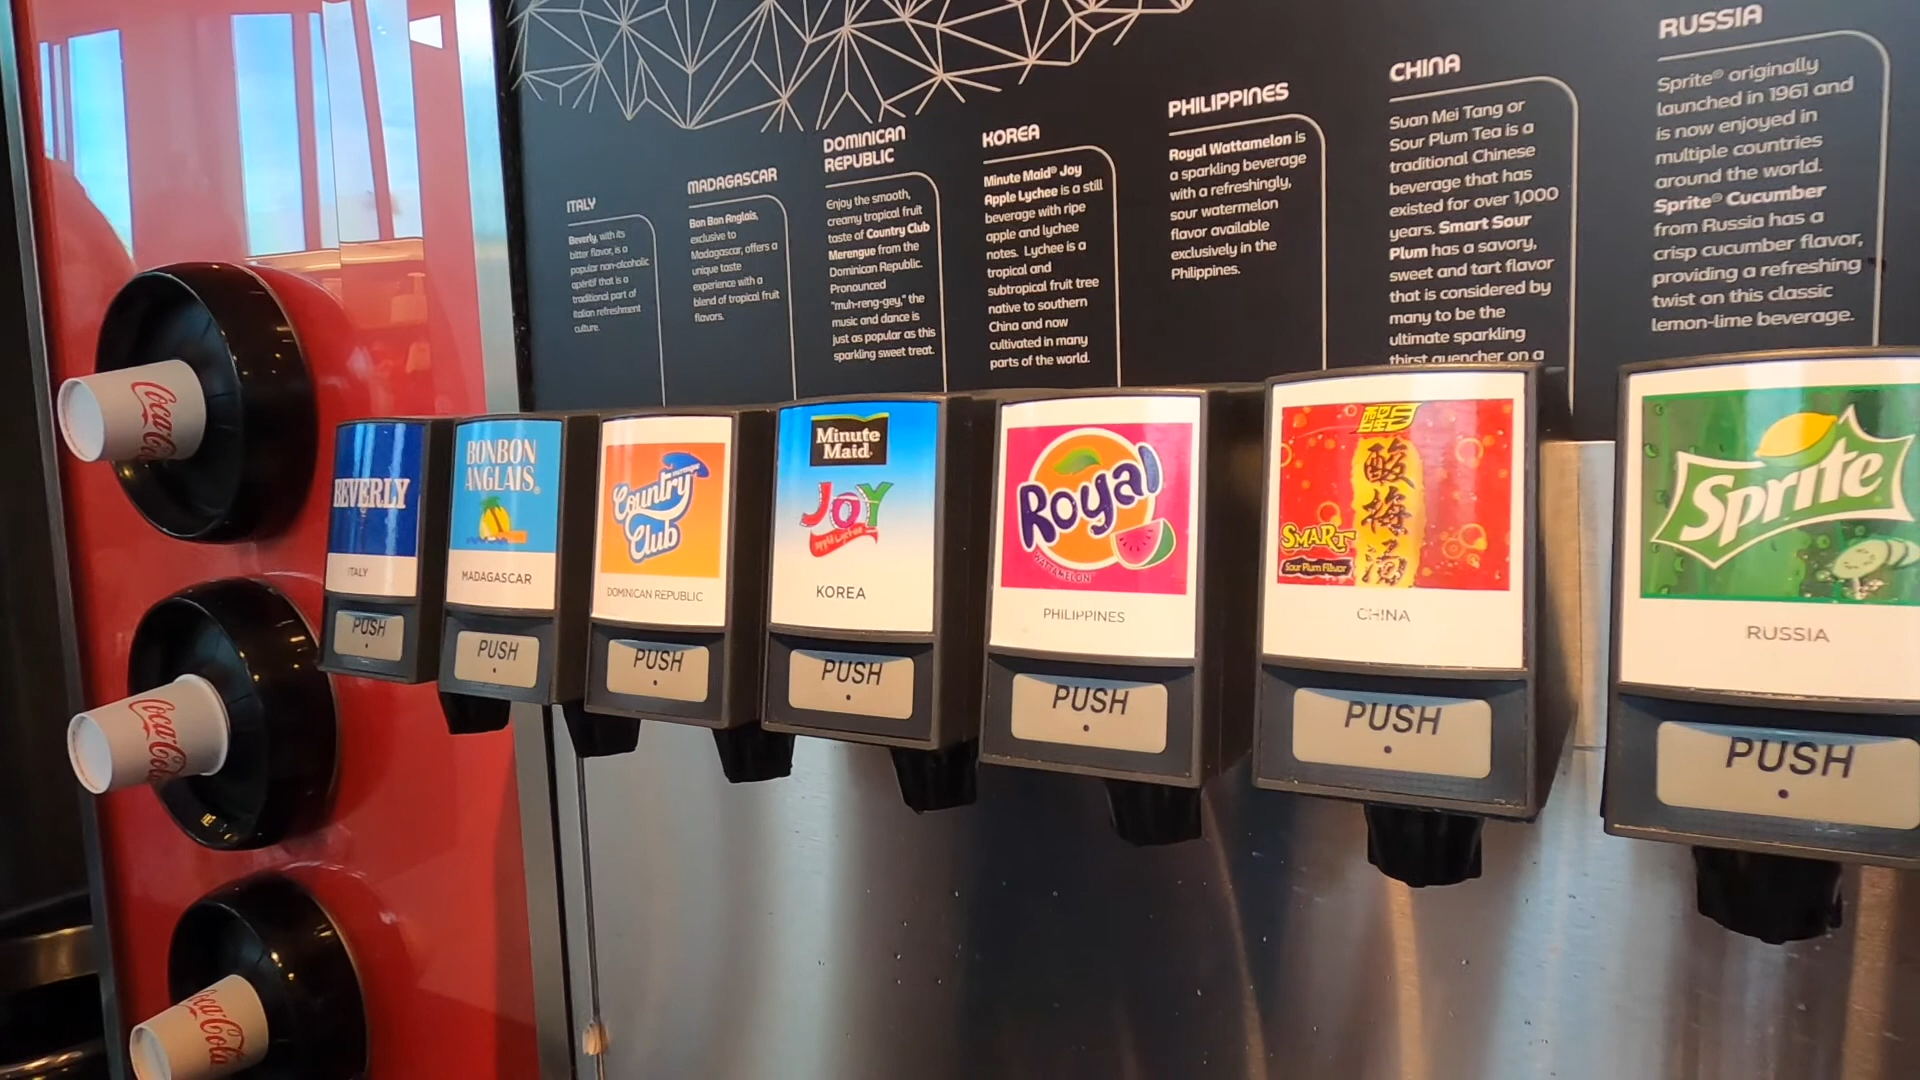 ITALY
Beverly, with its
bitter flavor, is a
popular non-alcoholic
apéritif that is a
traditional part of
Italian refreshment
culture.
MADAGASCAR
Bon Bon Anglais,
exclusive to
Madagascar, offers a
unique taste
experience with a
blend of tropical fruit
flavors.
DOMINICAN
REPUBLIC
Enjoy the smooth,
creamy tropical fruit
taste of Country Club
Merengue from the
Dominican Republic.
Pronounced
"muh-reng-gey," the
music and dance is
just as popular as this
sparkling sweet treat.
KOREA
Minute Maid® Joy
Apple Lychee is a still
beverage with ripe
apple and lychee
notes. Lychee is a
tropical and
subtropical fruit tree
native to southern
China and now
cultivated in many
parts of the world.
PHILIPPINES
Royal Wattamelon is
a sparkling beverage
with a refreshingly,
sour watermelon
flavor available
exclusively in the
Philippines.
CHINA
Suan Mei Tang or
Sour Plum Tea is a
traditional Chinese
beverage that has
existed for over 1,000
years. Smart Sour
Plum has a savory,
sweet and tart flavor
that is considered by
many to be the
ultimate sparkling
thirst quencher on a
RUSSIA
Sprite® originally
launched in 1961 and
is now enjoyed in
multiple countries
around the world.
Sprite® Cucumber
from Russia has a
crisp cucumber flavor,
providing a refreshing
twist on this classic
lemon-lime beverage.
BEVERLY
ITALY
PUSH
BONBON
ANGLAIS®
MADAGASCAR
PUSH
Country
merengue
Club
DOMINICAN REPUBLIC
PUSH
Minute
Maid
JOY
Apple Lychee
KOREA
PUSH
Royal
WATTAMELON
PHILIPPINES
PUSH
醒目
酸
梅
湯
SMART
Sour Plum Flavor
CHINA
PUSH
Sprite
RUSSIA
PUSH
Coca-Cola
Coca-Cola
Coca-Cola